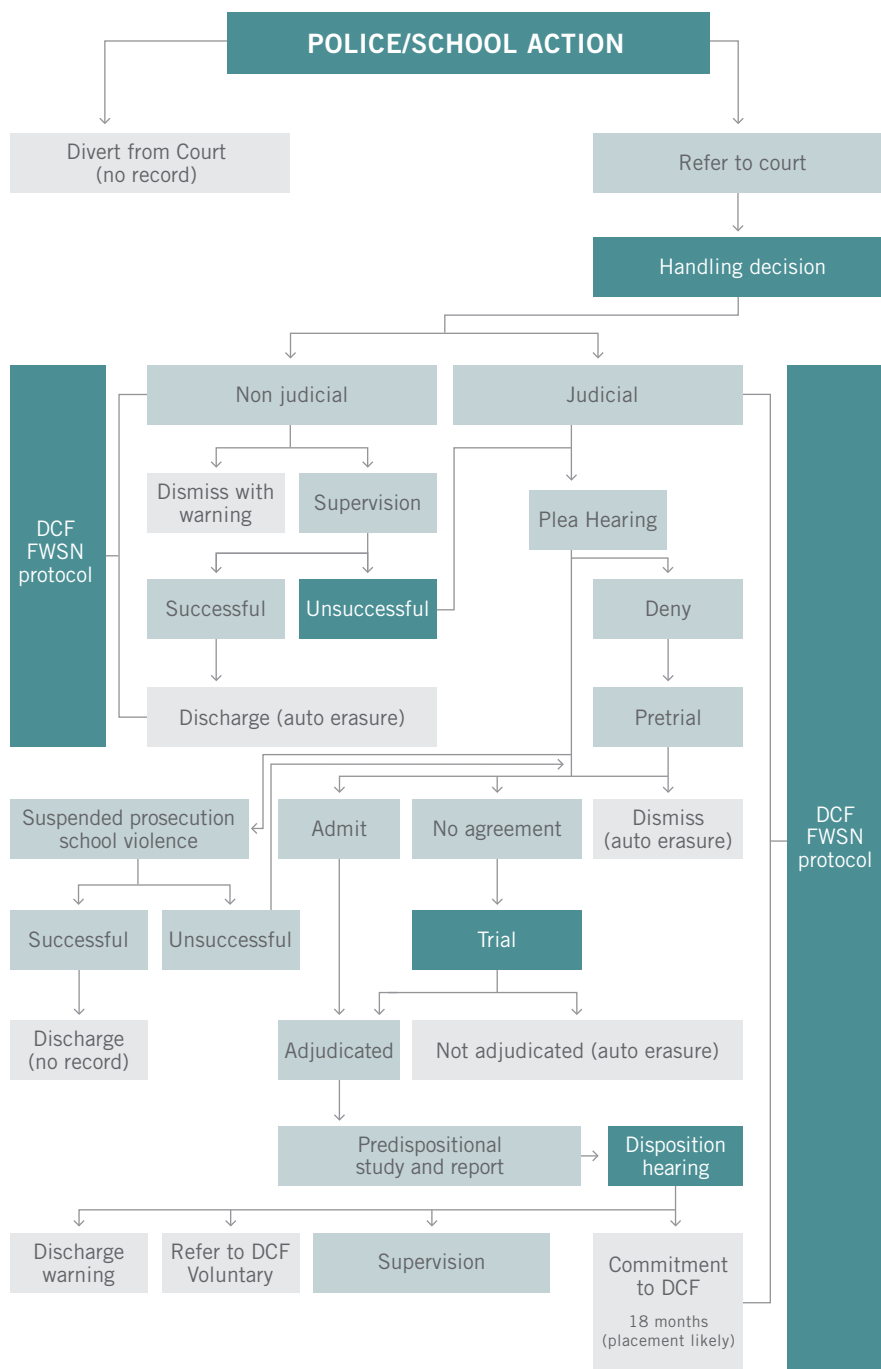 POLICE/SCHOOL ACTION
Divert from Court
(no record)
Refer to court
Handling decision
Non judicial
Judicial
DCF
FWSN
protocol
Dismiss with
warning
Supervision
Plea Hearing
Successful
Unsuccessful
Deny
Discharge (auto erasure)
Pretrial
Suspended prosecution
school violence
Admit
No agreement
Dismiss
(auto erasure)
DCF
FWSN
protocol
Successful
Unsuccessful
Trial
Discharge
(no record)
Adjudicated
Not adjudicated (auto erasure)
Predispositional
study and report
Disposition
hearing
Discharge
warning
Refer to DCF
Voluntary
Supervision
Commitment
to DCF
18 months
(placement likely)